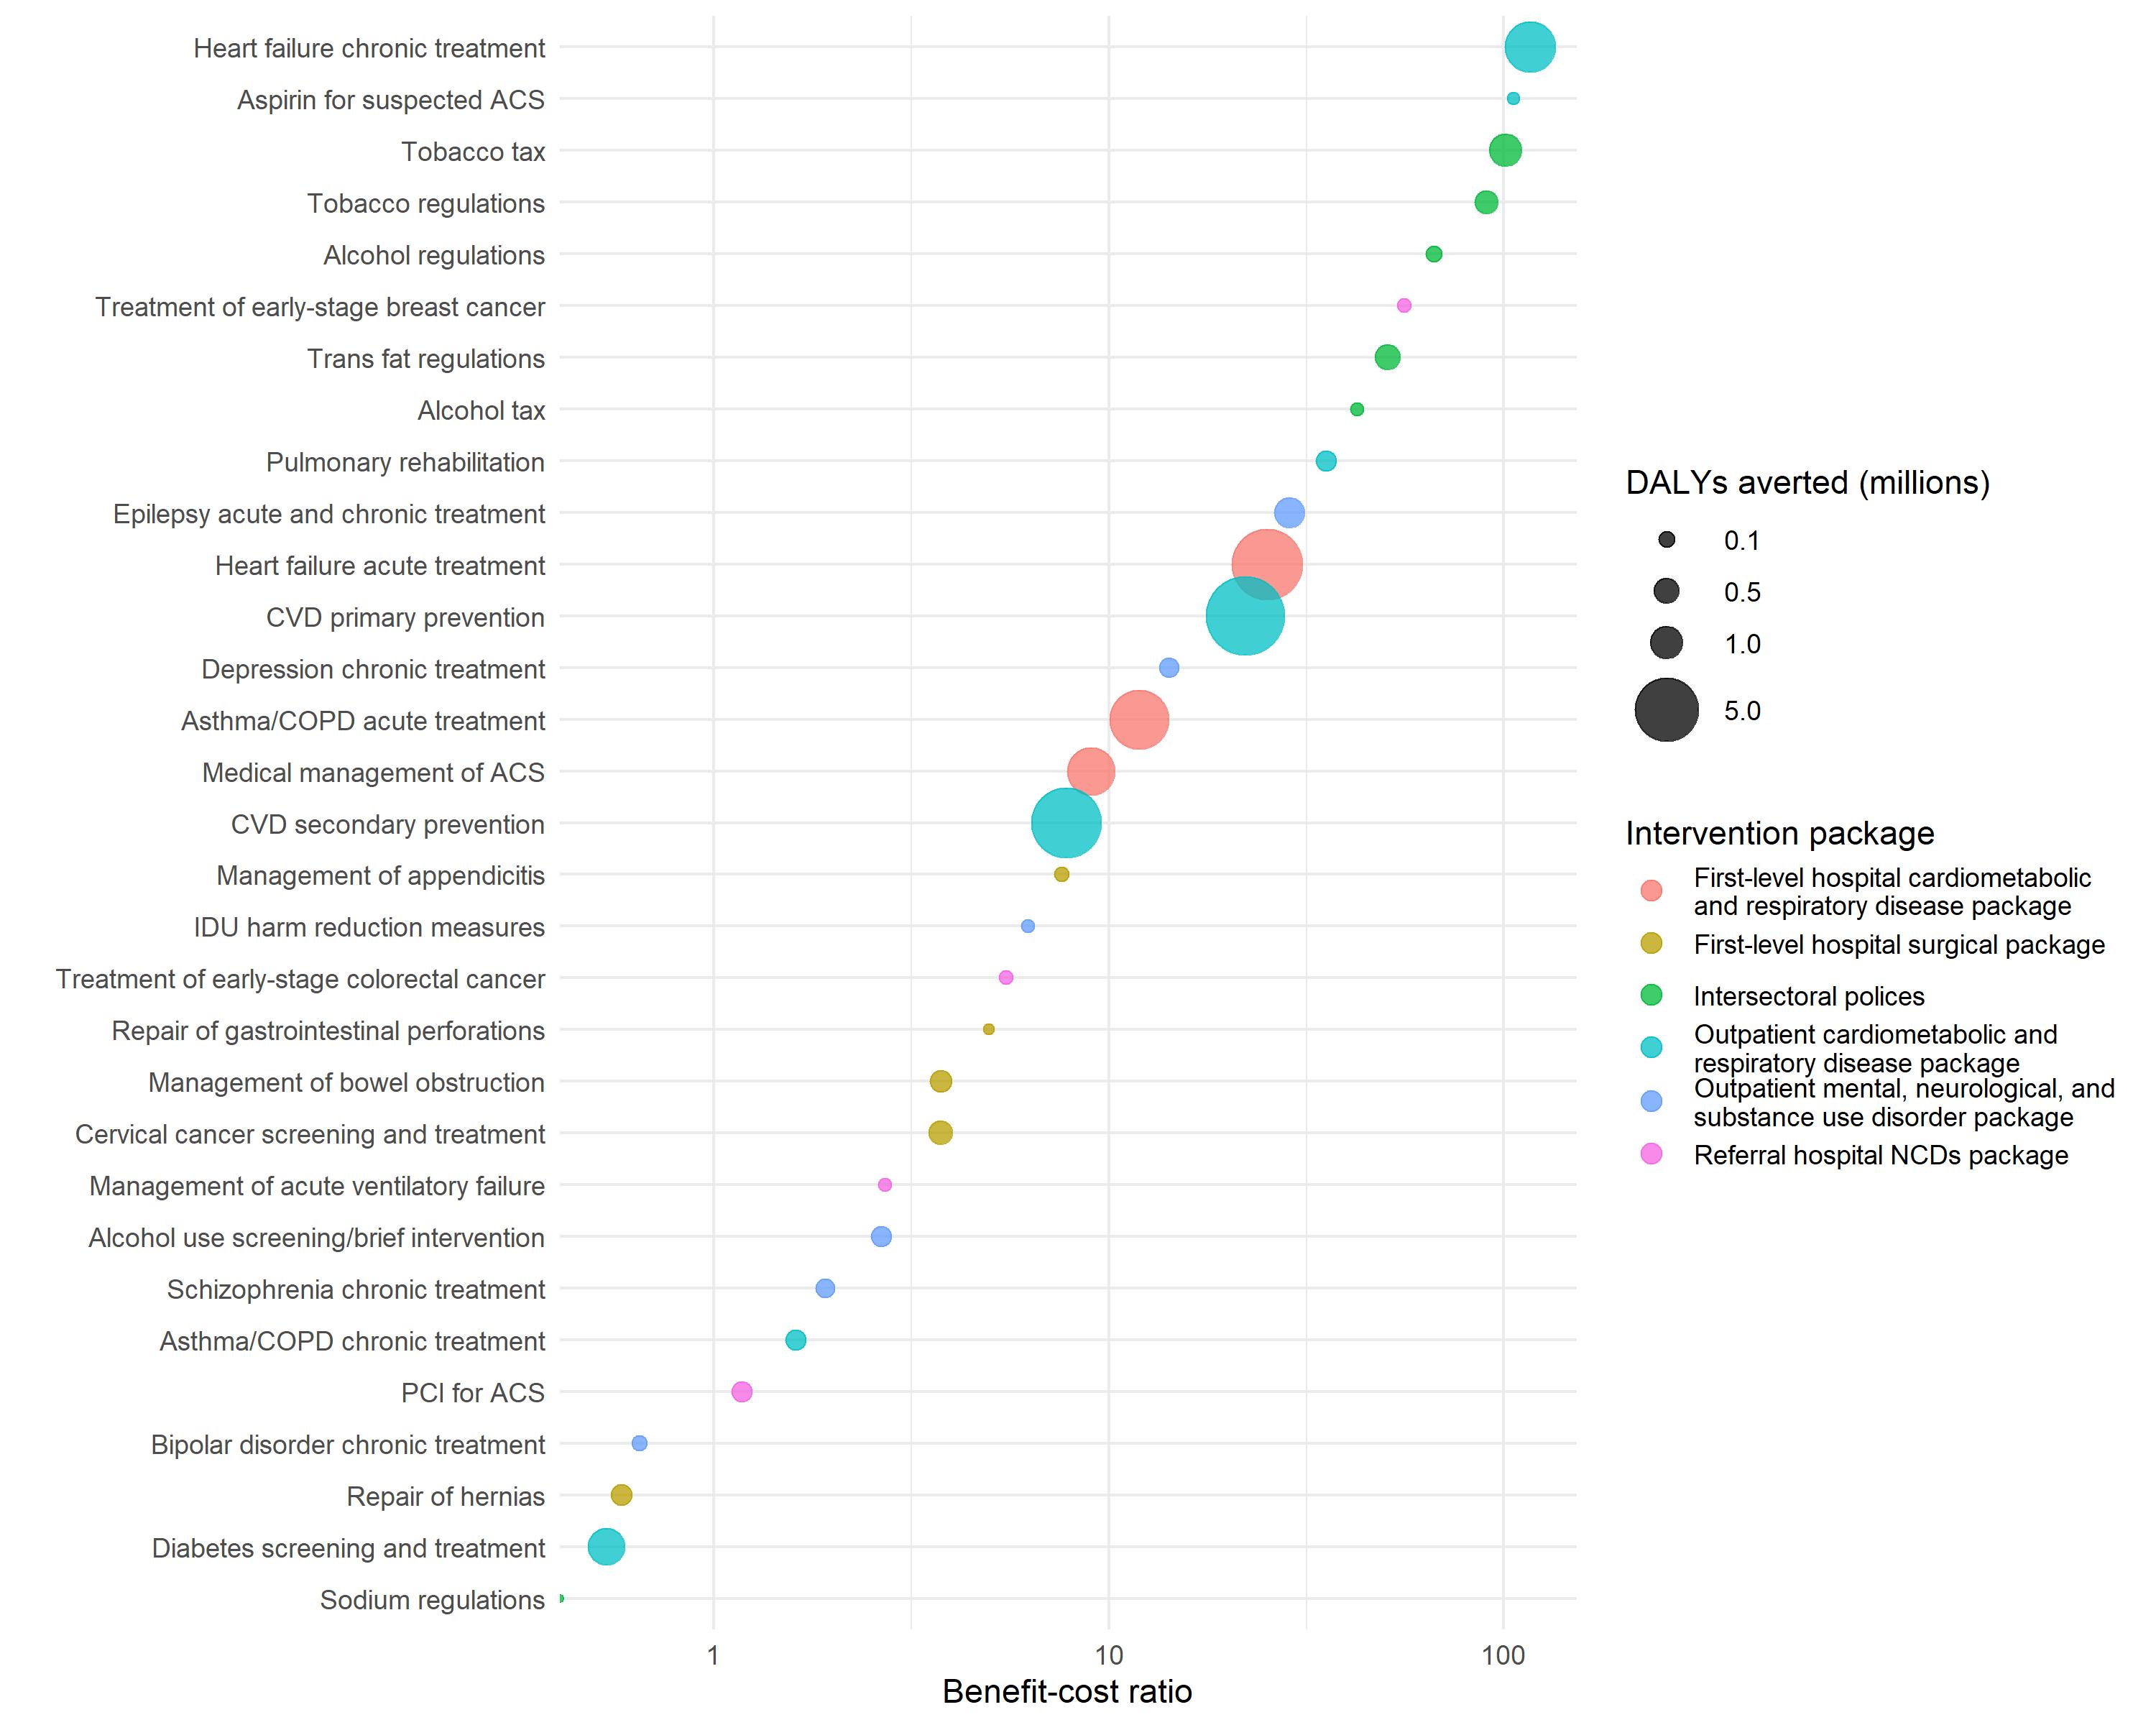 Heart failure chronic treatment
Aspirin for suspected ACS
Tobacco tax
Tobacco regulations
Alcohol regulations
Treatment of early-stage breast cancer
Trans fat regulations
Alcohol tax
Pulmonary rehabilitation
Epilepsy acute and chronic treatment
Heart failure acute treatment
CVD primary prevention
Depression chronic treatment
Asthma/COPD acute treatment
Medical management of ACS
CVD secondary prevention
Management of appendicitis
IDU harm reduction measures
Treatment of early-stage colorectal cancer
Repair of gastrointestinal perforations
Management of bowel obstruction
Cervical cancer screening and treatment
Management of acute ventilatory failure
Alcohol use screening/brief intervention
Schizophrenia chronic treatment
Asthma/COPD chronic treatment
PCI for ACS
Bipolar disorder chronic treatment
Repair of hernias
Diabetes screening and treatment
Sodium regulations
1 10 100
Benefit-cost ratio
DALYs averted (millions)
0.1
0.5
1.0
5.0
Intervention package
First-level hospital cardiometabolic
and respiratory disease package
First-level hospital surgical package
Intersectoral polices
Outpatient cardiometabolic and
respiratory disease package
Outpatient mental, neurological, and
substance use disorder package
Referral hospital NCDs package